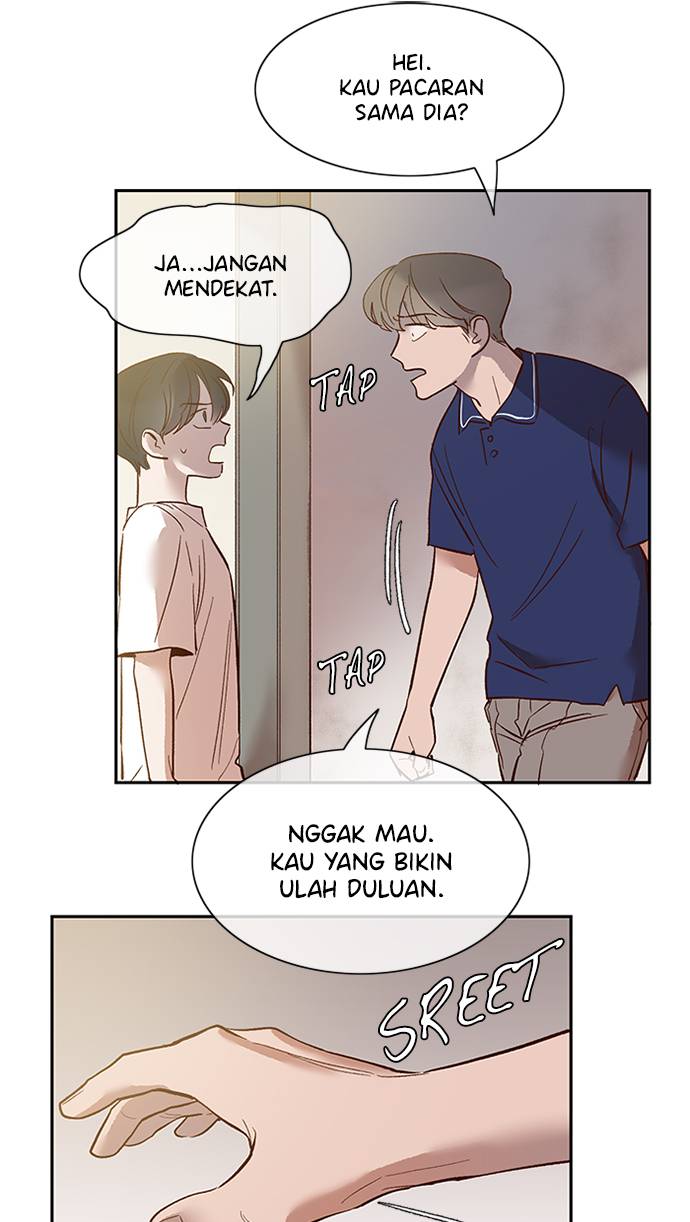 HEI.
KAU PACARAN
SAMA DIA?
JA...JANGAN
MENDEKAT.
TAP
TAP
NGGAK MAU.
KAU YANG BIKIN
ULAH DULUAN.
SREET